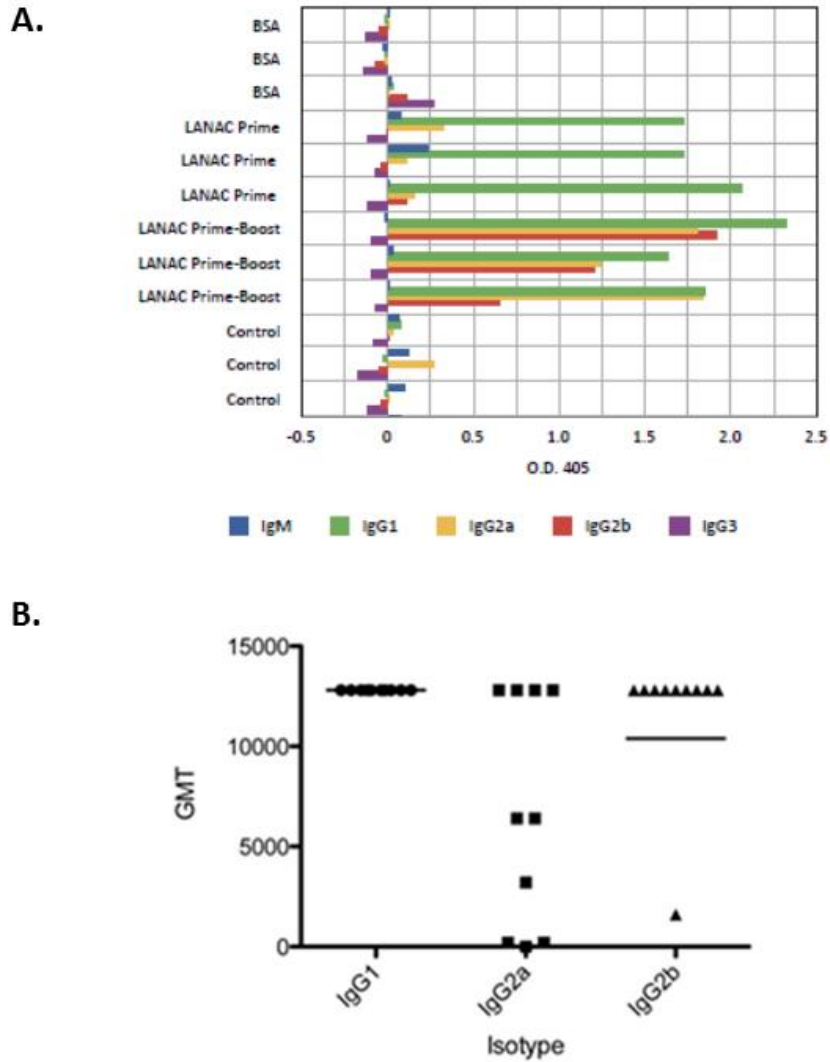 A.
BSA
BSA
BSA
LANAC Prime
LANAC Prime
LANAC Prime
LANAC Prime-Boost
LANAC Prime-Boost
LANAC Prime-Boost
Control
Control
Control
-0.5 0 0.5 1.0 1.5 2.0 2.5
O.D. 405
IgM IgG1 IgG2a IgG2b IgG3
B.
15000
10000
5000
0
GMT
IgG1 IgG2a IgG2b
Isotype